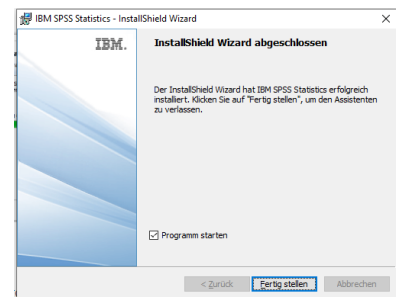 IBM SPSS Statistics - InstallShield Wizard
IBM.
InstallShield Wizard abgeschlossen
Der InstallShield Wizard hat IBM SPSS Statistics erfolgreich
installiert. Klicken Sie auf "Fertig stellen", um den Assistenten
zu verlassen.
Programm starten
< Zurück Fertig stellen Abbrechen